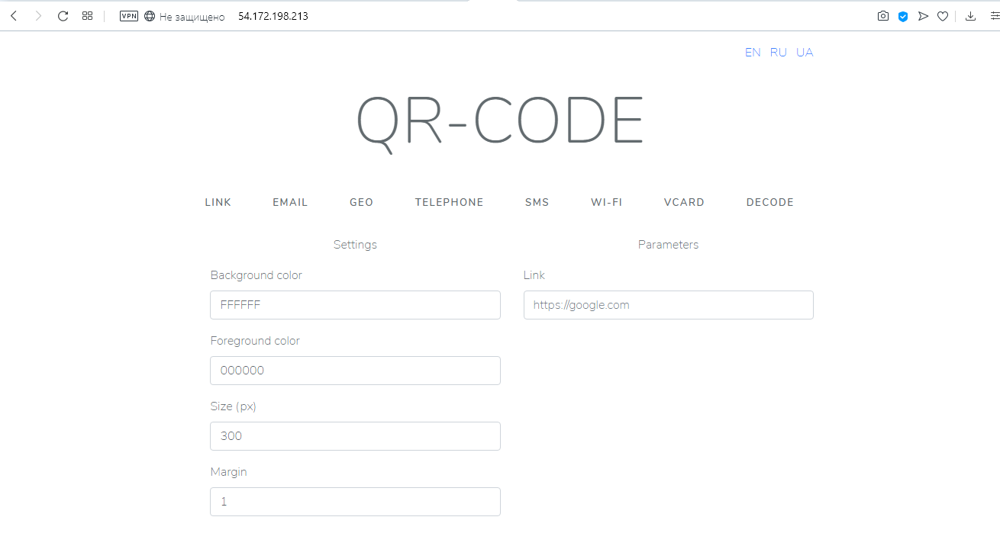 VPN Не защищено 54.172.198.213
EN RU UA
QR-CODE
LINK EMAIL GEO TELEPHONE SMS WI-FI VCARD DECODE
Settings Parameters
Background color Link
FFFFFF https://google.com
Foreground color
000000
Size (px)
300
Margin
1